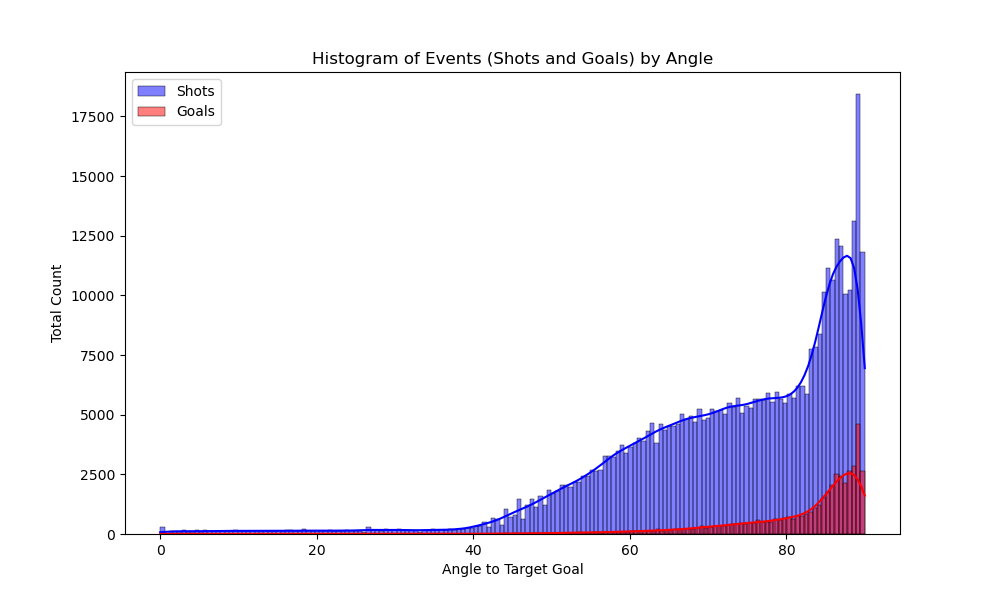 Histogram of Events (Shots and Goals) by Angle
Shots
Goals
17500
15000
12500
10000
7500
5000
2500
0
Total Count
0 20 40 60 80
Angle to Target Goal